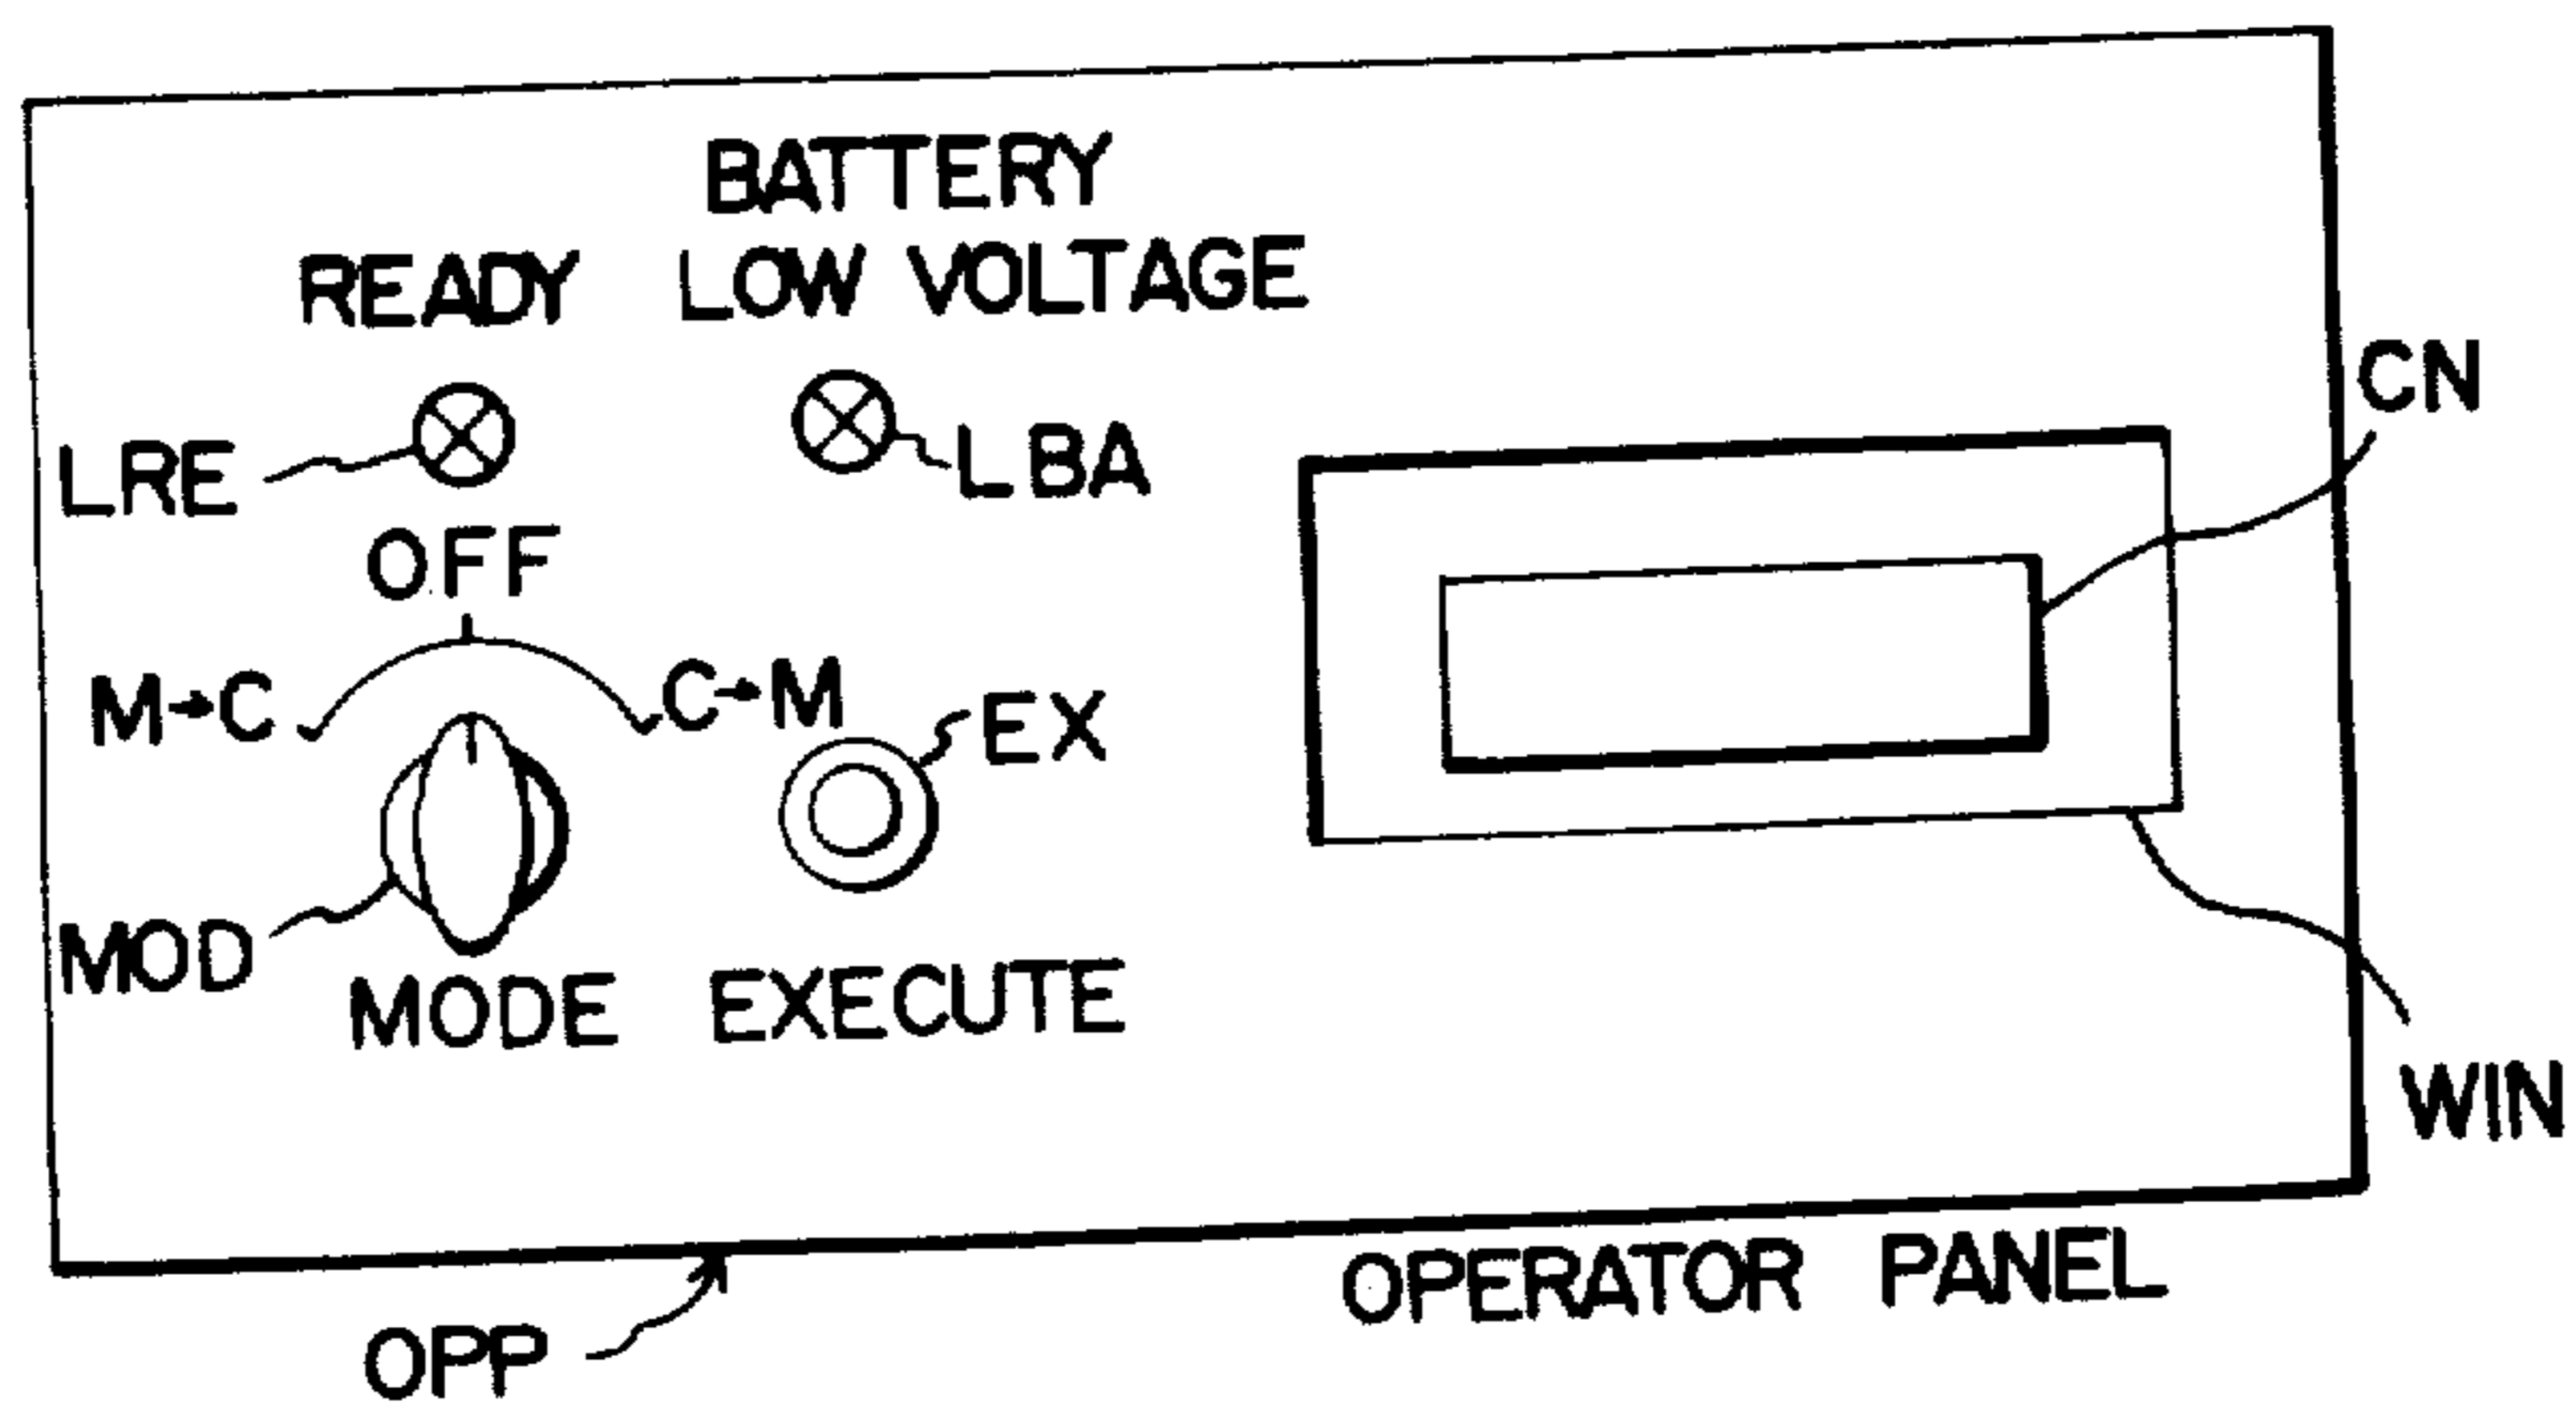 BATTERY
READY LOW VOLTAGE
CN
LRE LBA
OFF
M→C C→M
EX
MOD
MODE EXECUTE
WIN
OPERATOR PANEL
OPP